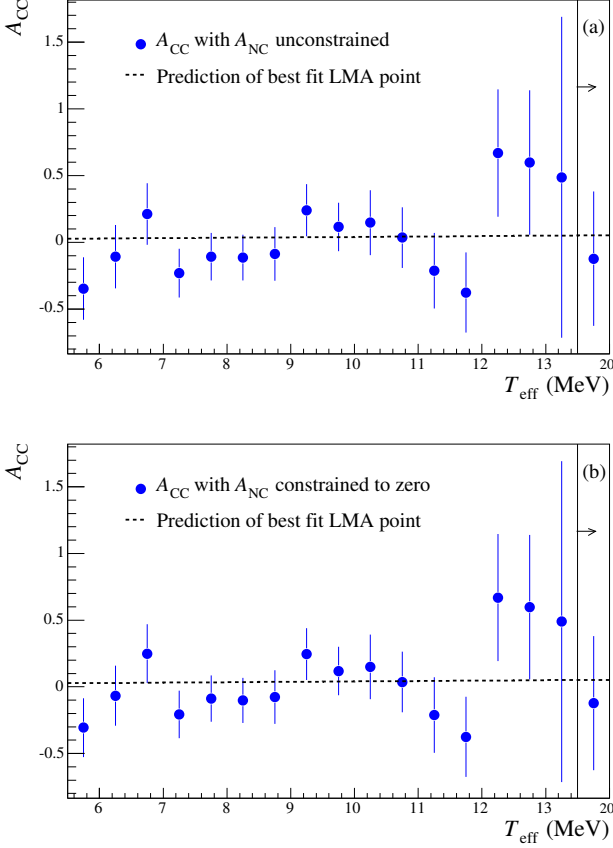 A_CC
(a)
A_CC with A_NC unconstrained
Prediction of best fit LMA point
1.5
1
0.5
0
-0.5
6 7 8 9 10 11 12 13 20
T_eff (MeV)
A_CC
(b)
A_CC with A_NC constrained to zero
Prediction of best fit LMA point
1.5
1
0.5
0
-0.5
6 7 8 9 10 11 12 13 20
T_eff (MeV)